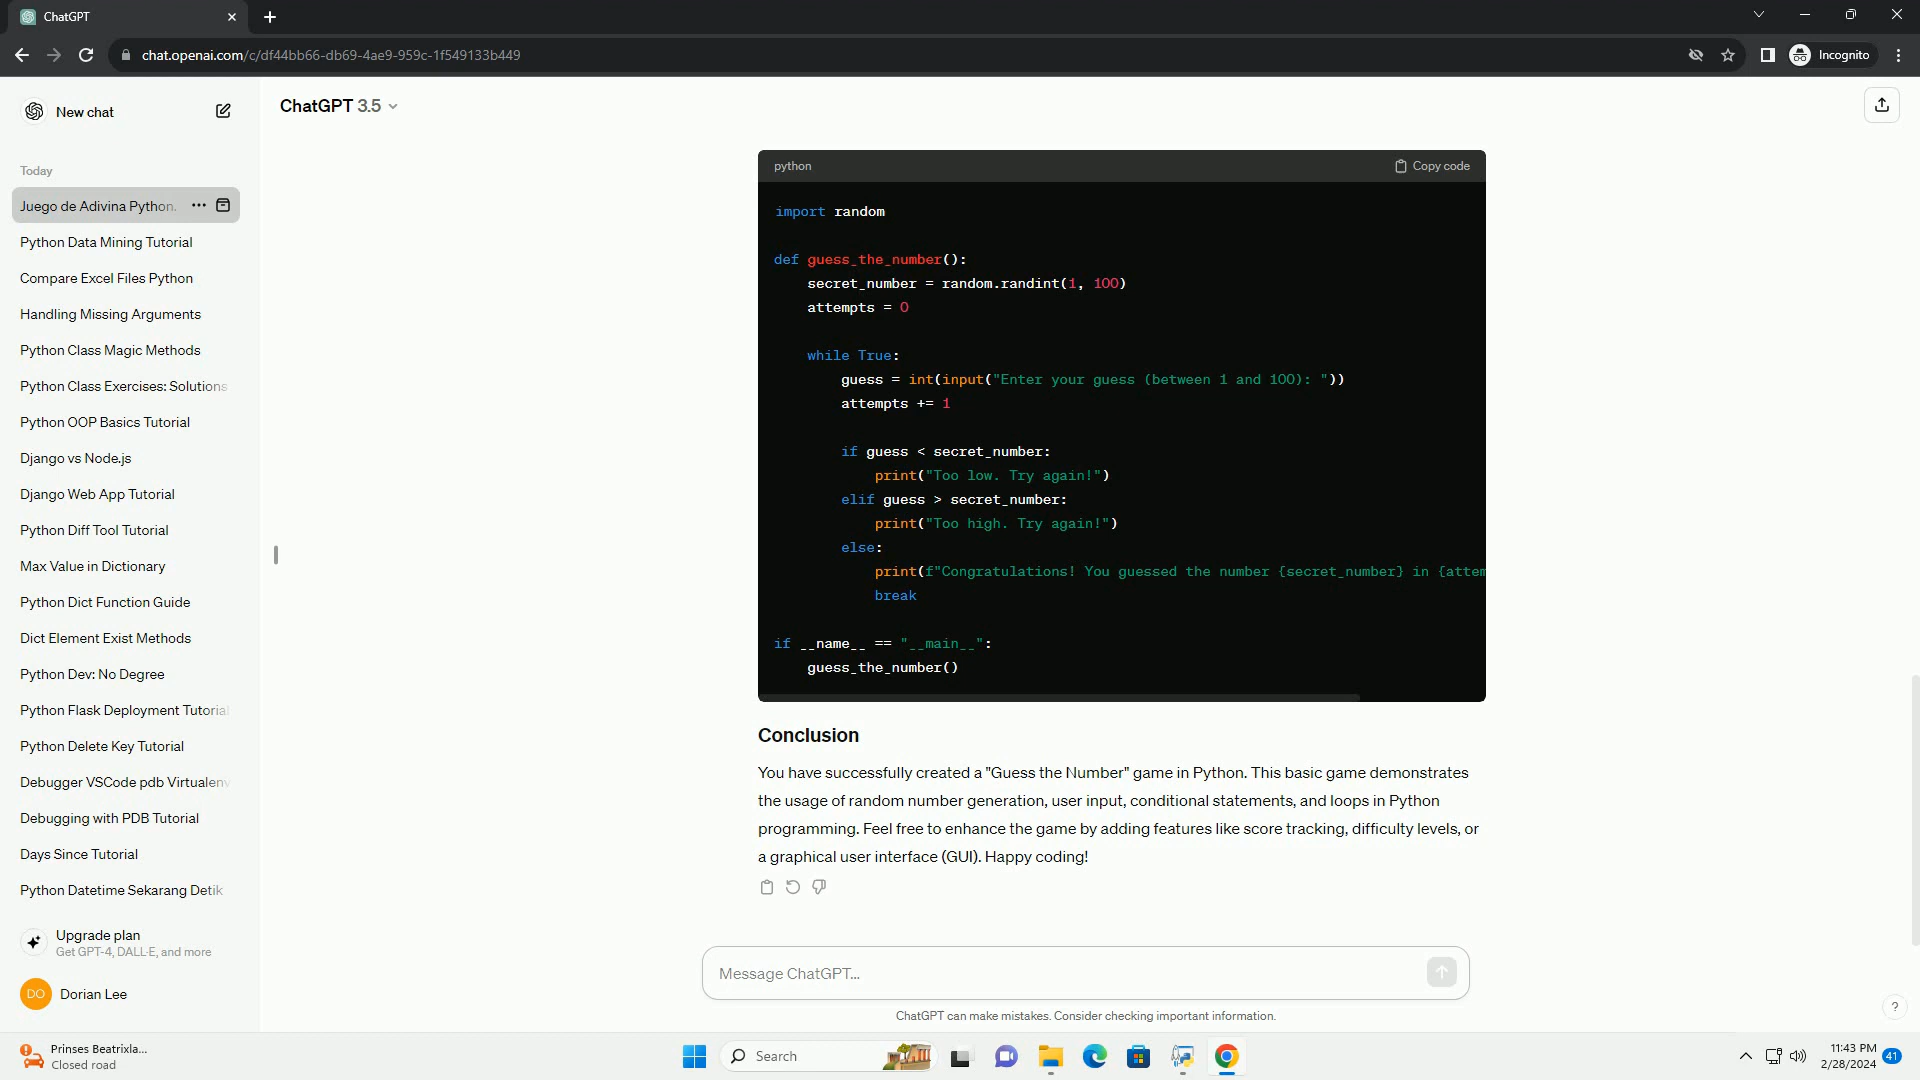 ChatGPT
chat.openai.com/c/df44bb66-db69-4ae9-959c-1f549133b449
Incognito
New chat
ChatGPT 3.5
Today
Juego de Adivina Python.
Python Data Mining Tutorial
Compare Excel Files Python
Handling Missing Arguments
Python Class Magic Methods
Python Class Exercises: Solutions
Python OOP Basics Tutorial
Django vs Node.js
Django Web App Tutorial
Python Diff Tool Tutorial
Max Value in Dictionary
Python Dict Function Guide
Dict Element Exist Methods
Python Dev: No Degree
Python Flask Deployment Tutorial
Python Delete Key Tutorial
Debugger VSCode pdb Virtualenv
Debugging with PDB Tutorial
Days Since Tutorial
Python Datetime Sekarang Detik
Upgrade plan
Get GPT-4, DALL·E, and more
DO
Dorian Lee
python
Copy code
import random
def guess_the_number():
secret_number = random.randint(1, 100)
attempts = 0
while True:
guess = int(input("Enter your guess (between 1 and 100): "))
attempts += 1
if guess < secret_number:
print("Too low. Try again!")
elif guess > secret_number:
print("Too high. Try again!")
else:
print(f"Congratulations! You guessed the number {secret_number} in {attem
break
if __name__ == "__main__":
guess_the_number()
Conclusion
You have successfully created a "Guess the Number" game in Python. This basic game demonstrates
the usage of random number generation, user input, conditional statements, and loops in Python
programming. Feel free to enhance the game by adding features like score tracking, difficulty levels, or
a graphical user interface (GUI). Happy coding!
Message ChatGPT...
ChatGPT can make mistakes. Consider checking important information.
?
Prinses Beatrixla...
Closed road
Search
11:43 PM
2/28/2024
41